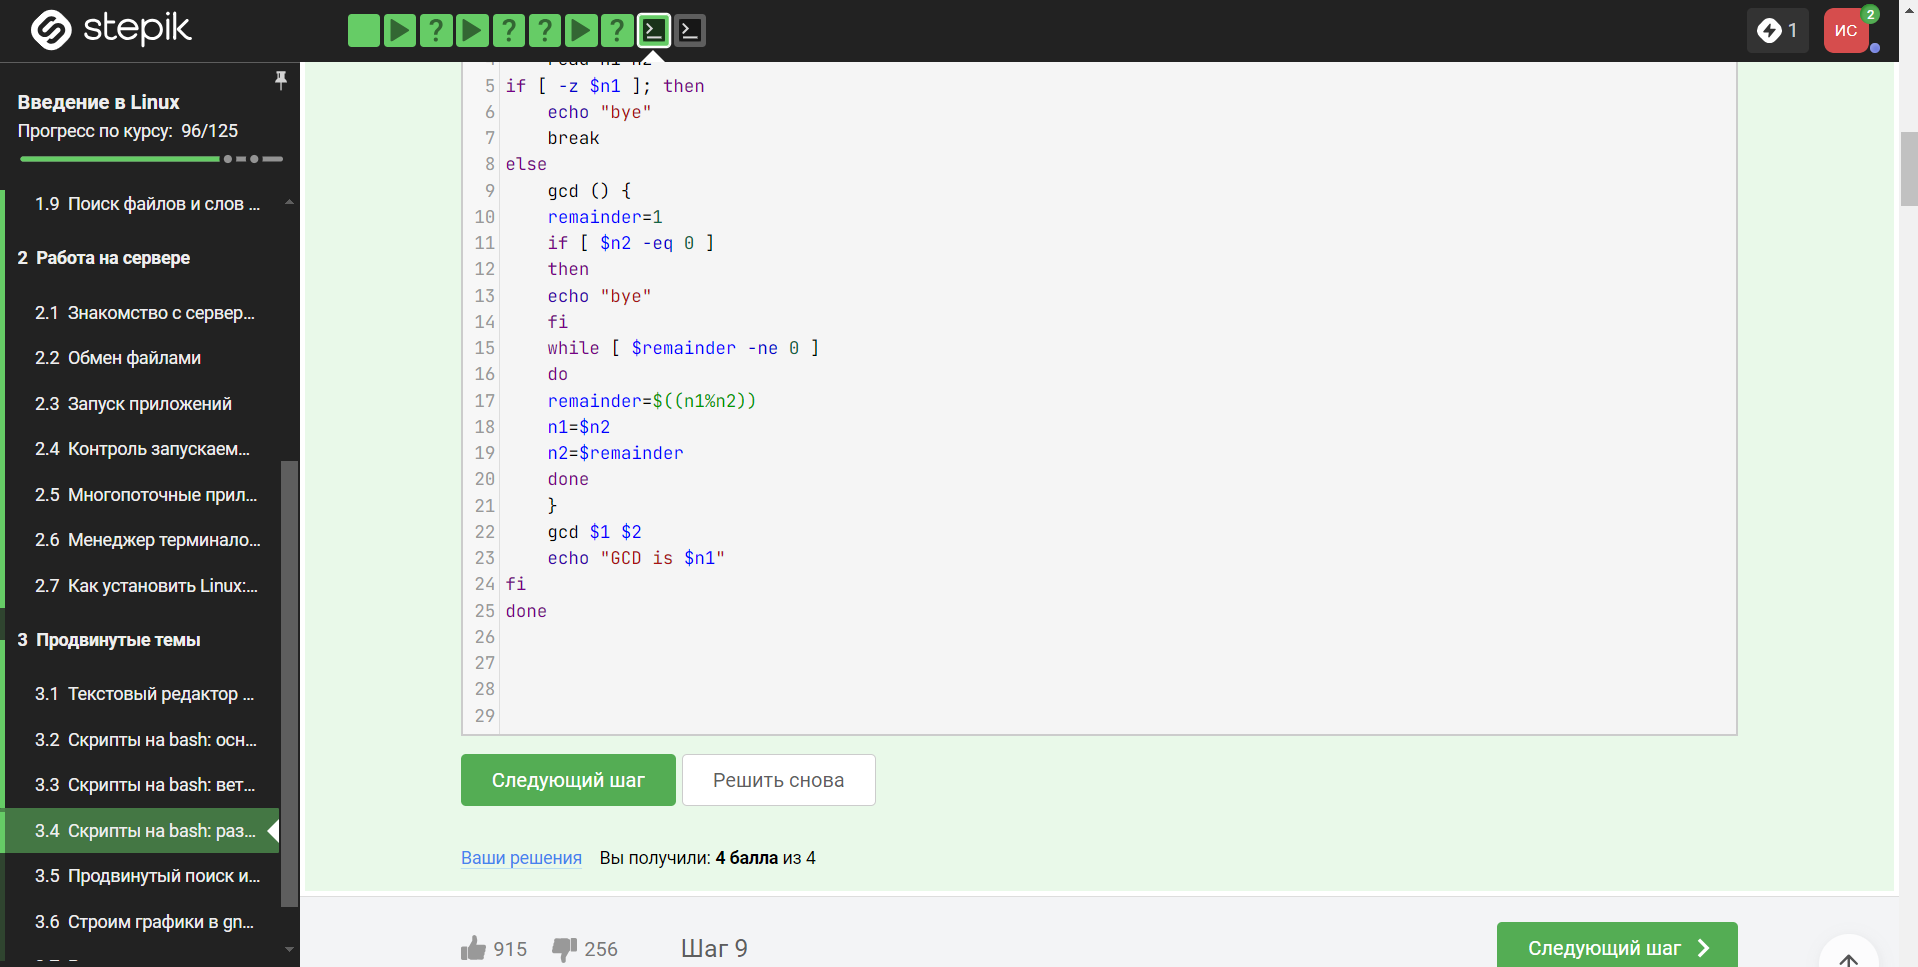 stepik
? ? ? ?
1
ИС
2
Введение в Linux
Прогресс по курсу: 96/125
1.9 Поиск файлов и слов ...
2 Работа на сервере
2.1 Знакомство с сервер...
2.2 Обмен файлами
2.3 Запуск приложений
2.4 Контроль запускаем...
2.5 Многопоточные прил...
2.6 Менеджер терминало...
2.7 Как установить Linux:...
3 Продвинутые темы
3.1 Текстовый редактор ...
3.2 Скрипты на bash: осн...
3.3 Скрипты на bash: вет...
3.4 Скрипты на bash: раз...
3.5 Продвинутый поиск и...
3.6 Строим графики в gn...
4 read n1 n2
5 if [ -z $n1 ]; then
6 echo "bye"
7 break
8 else
9 gcd () {
10 remainder=1
11 if [ $n2 -eq 0 ]
12 then
13 echo "bye"
14 fi
15 while [ $remainder -ne 0 ]
16 do
17 remainder=$((n1%n2))
18 n1=$n2
19 n2=$remainder
20 done
21 }
22 gcd $1 $2
23 echo "GCD is $n1"
24 fi
25 done
26
27
28
29
Следующий шаг
Решить снова
Ваши решения Вы получили: 4 балла из 4
915 256 Шаг 9
Следующий шаг